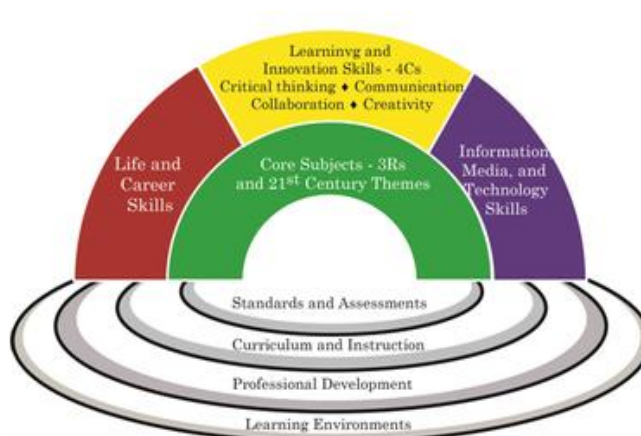 Learninvg and
Innovation Skills - 4Cs
Critical thinking ♦ Communication
Collaboration ♦ Creativity
Life and
Career
Skills
Core Subjects - 3Rs
and 21st Century Themes
Information,
Media, and
Technology
Skills
Standards and Assessments
Curriculum and Instruction
Professional Development
Learning Environments